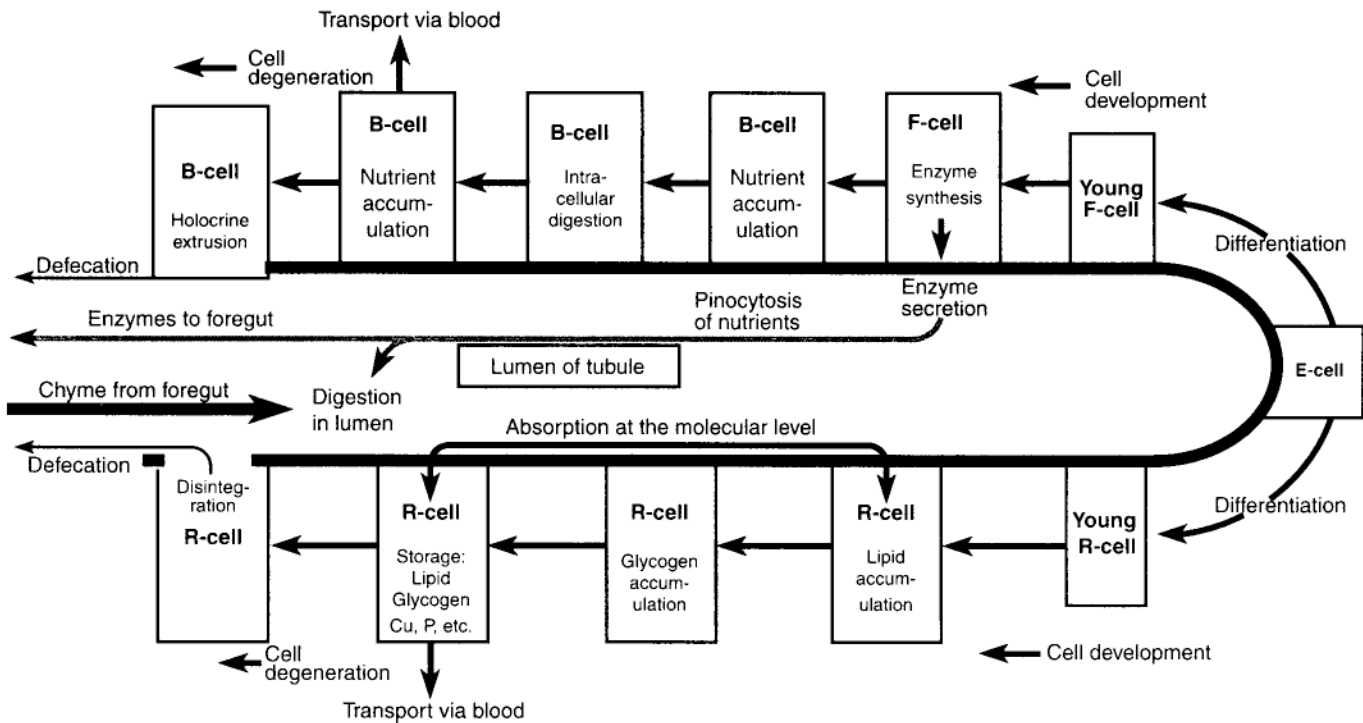 Transport via blood
Cell
degeneration
Cell
development
B-cell
Holocrine
extrusion
B-cell
Nutrient
accum-
ulation
B-cell
Intra-
cellular
digestion
B-cell
Nutrient
accum-
ulation
F-cell
Enzyme
synthesis
Young
F-cell
Differentiation
Defecation
Enzymes to foregut
Pinocytosis
of nutrients
Enzyme
secretion
Lumen of tubule
E-cell
Chyme from foregut
Digestion
in lumen
Absorption at the molecular level
Defecation
Disinteg-
ration
R-cell
R-cell
Storage:
Lipid
Glycogen
Cu, P, etc.
R-cell
Glycogen
accum-
ulation
R-cell
Lipid
accum-
ulation
Young
R-cell
Differentiation
Cell
degeneration
Cell development
Transport via blood